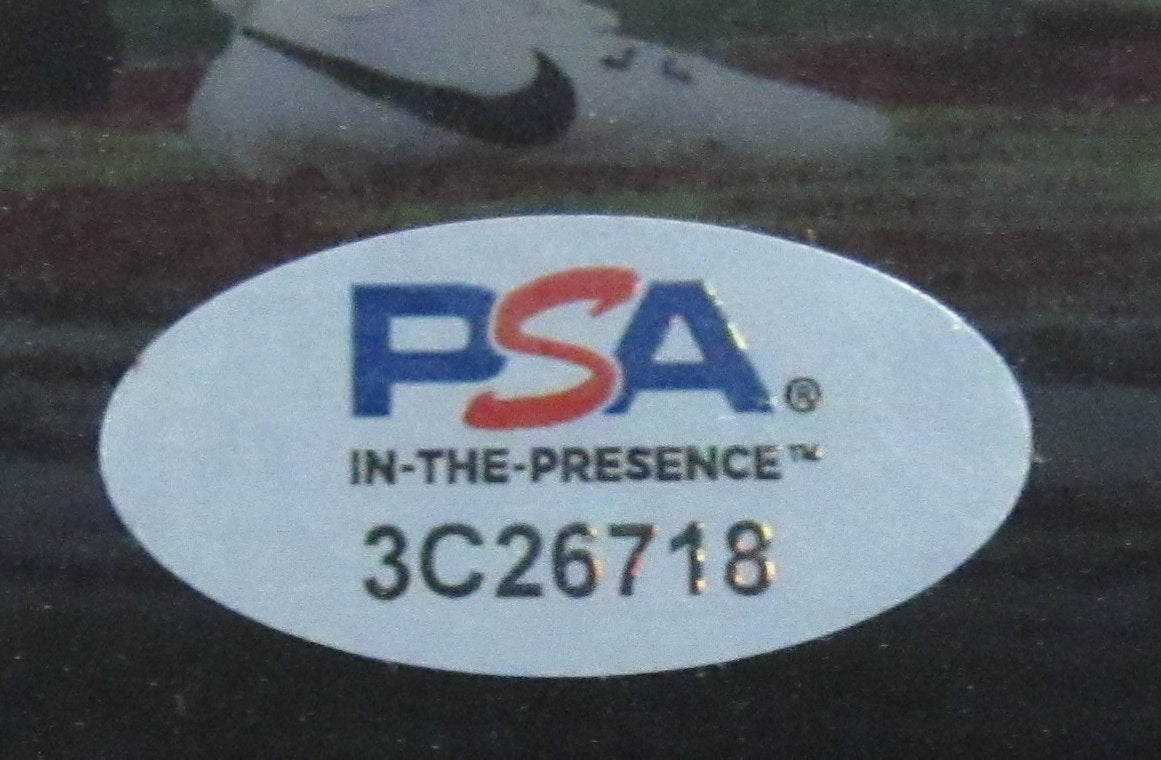 PSA®
IN-THE-PRESENCE™
3C26718